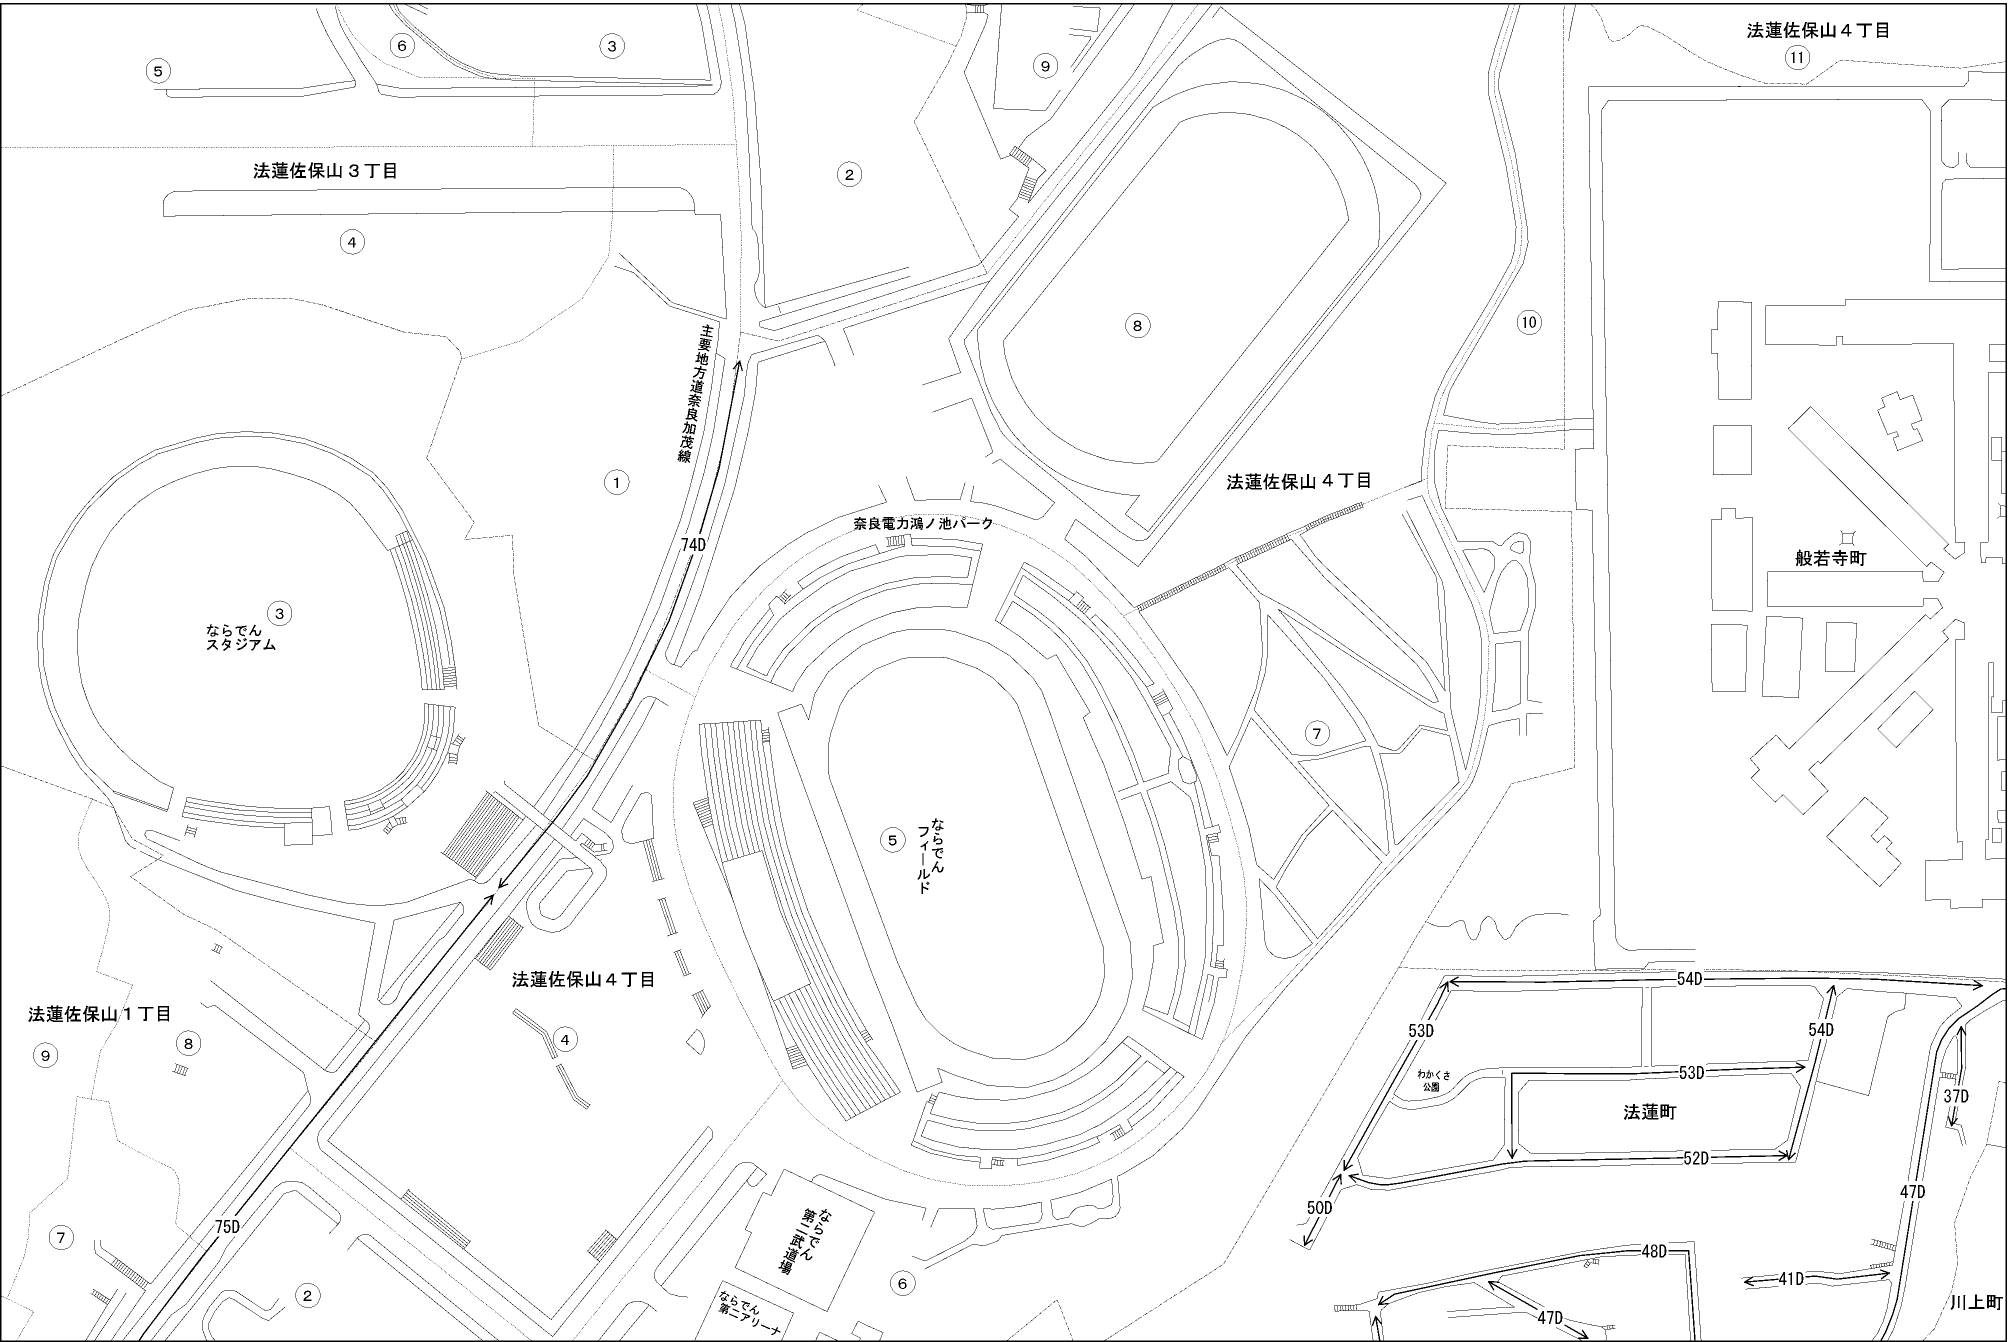 法蓮佐保山４丁目
⑪
⑥
③
⑤
⑨
法蓮佐保山３丁目
②
④
⑧
⑩
主要地方道奈良加茂線
①
法蓮佐保山４丁目
奈良電力鴻ノ池パーク
74D
般若寺町
③
ならでん
スタジアム
⑦
⑤
ならでん
フィールド
法蓮佐保山４丁目
54D
法蓮佐保山１丁目
53D
54D
④
⑧
⑨
わかくさ
公園
53D
37D
法蓮町
52D
47D
50D
75D
⑦
ならでん
第二武道場
48D
⑥
41D
②
ならでん
第二アリーナ
47D
川上町